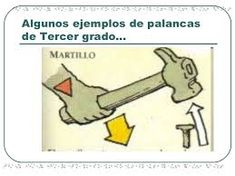 Algunos ejemplos de palancas
de Tercer grado...
MARTILLO